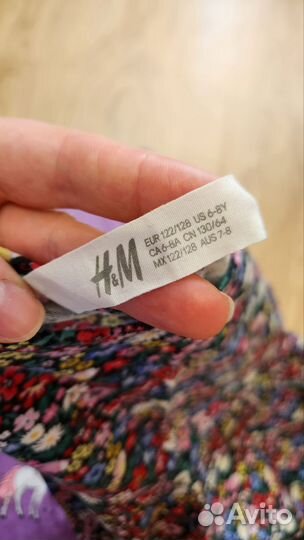 H&M
EUR 122/128 US 6-8Y
CA 6-8A CN 130/64
MX 122/128 AUS 7-8
Avito